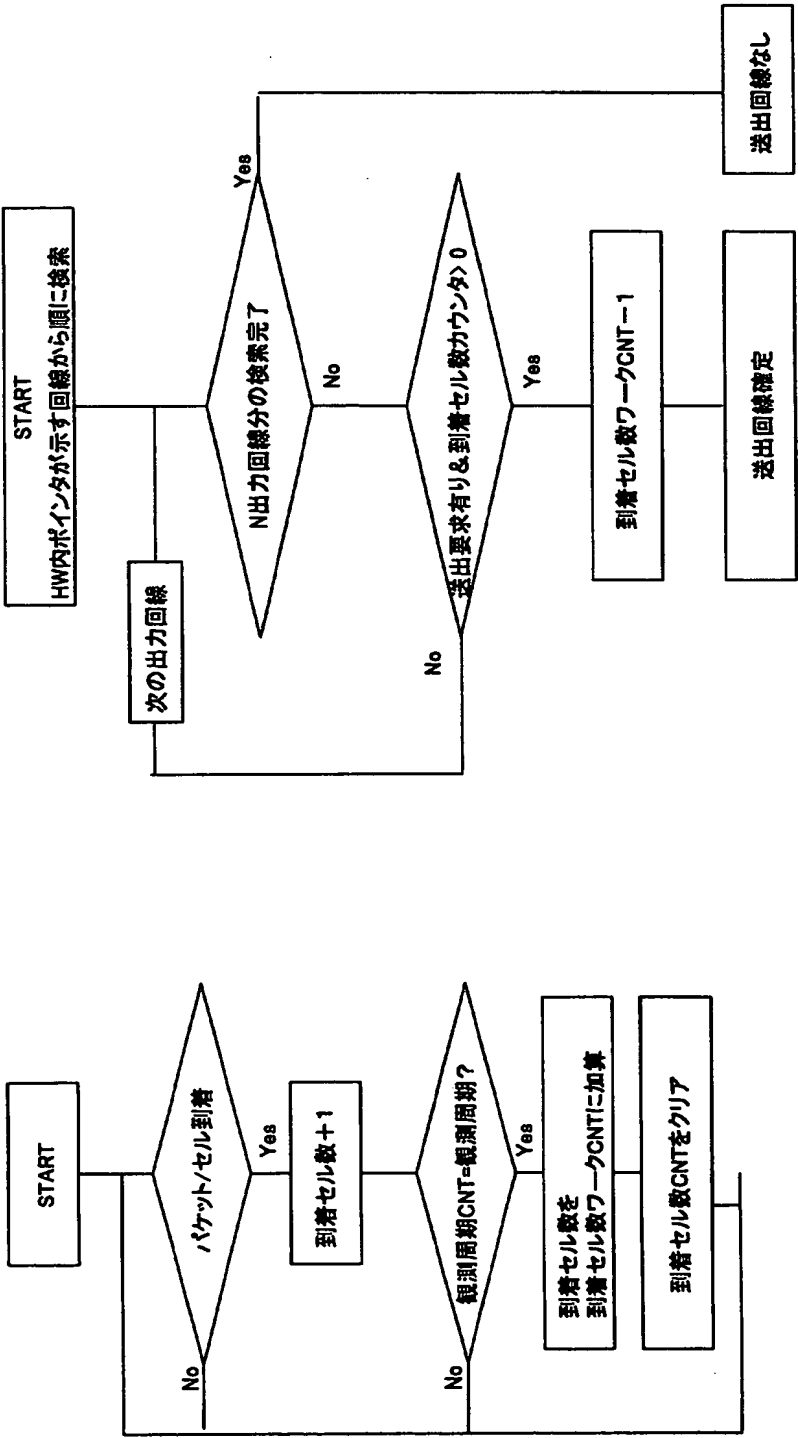 START
パケット/セル到着
No
Yes
到着セル数＋1
観測周期CNT=観測周期？
No
Yes
到着セル数を
到着セル数ワークCNTに加算
到着セル数CNTをクリア
START
HW内ポインタが示す回線から順に検索
次の出力回線
N出力回線分の検索完了
Yes
No
送出要求有り&到着セル数カウンタ>0
No
Yes
到着セル数ワークCNT－1
送出回線確定
送出回線なし